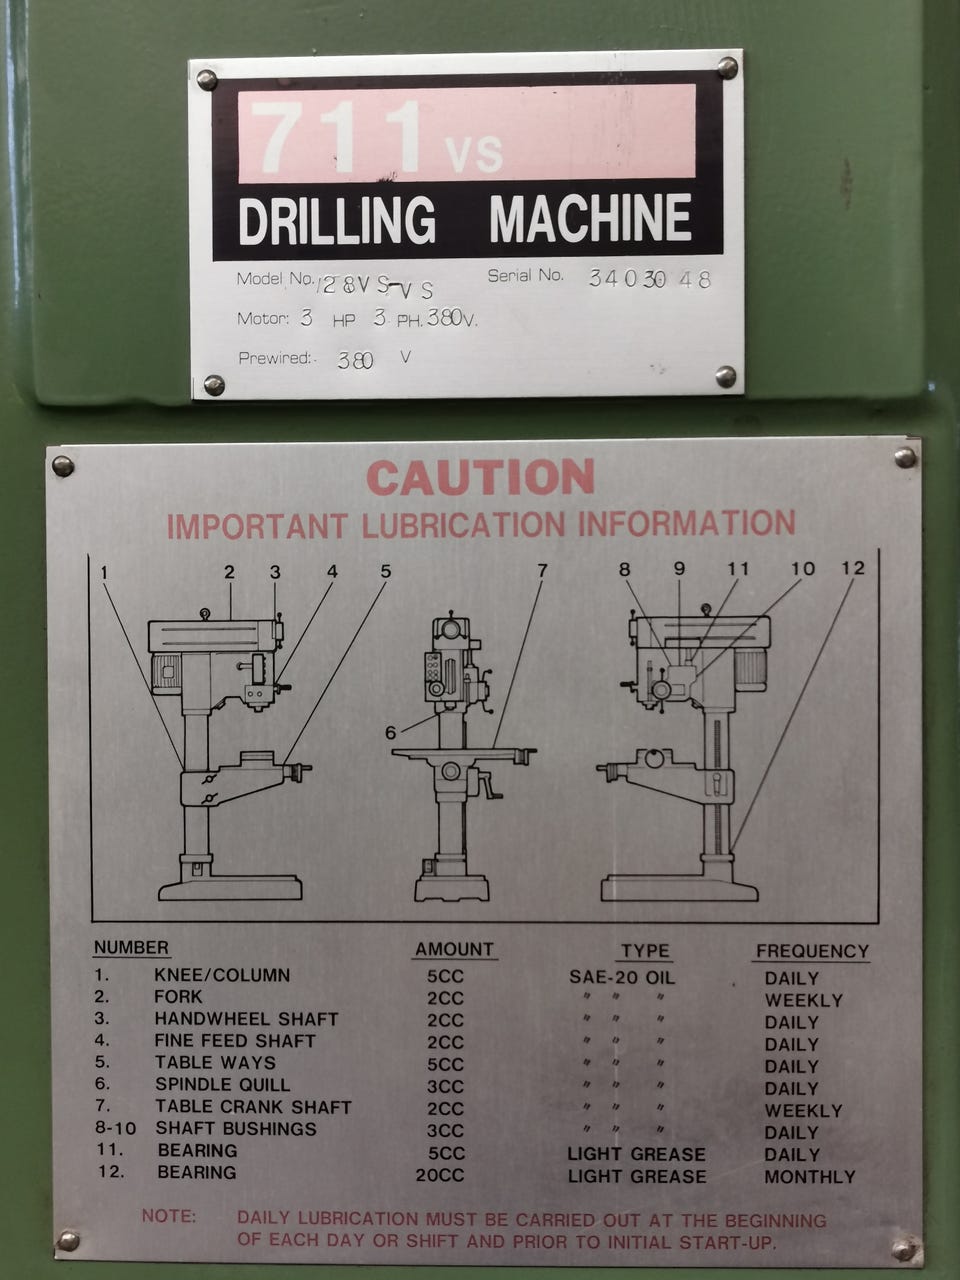 711 VS
DRILLING MACHINE
Model No. 128VS-VS Serial No. 3403048
Motor: 3 HP 3 PH. 380V.
Prewired: 380 V
CAUTION
IMPORTANT LUBRICATION INFORMATION
1 2 3 4 5 7 8 9 11 10 12
6
NUMBER AMOUNT TYPE FREQUENCY
1. KNEE/COLUMN 5CC SAE-20 OIL DAILY
2. FORK 2CC " " " WEEKLY
3. HANDWHEEL SHAFT 2CC " " " DAILY
4. FINE FEED SHAFT 2CC " " " DAILY
5. TABLE WAYS 5CC " " " DAILY
6. SPINDLE QUILL 3CC " " " DAILY
7. TABLE CRANK SHAFT 2CC " " " WEEKLY
8-10 SHAFT BUSHINGS 3CC " " " DAILY
11. BEARING 5CC LIGHT GREASE DAILY
12. BEARING 20CC LIGHT GREASE MONTHLY
NOTE: DAILY LUBRICATION MUST BE CARRIED OUT AT THE BEGINNING
OF EACH DAY OR SHIFT AND PRIOR TO INITIAL START-UP.